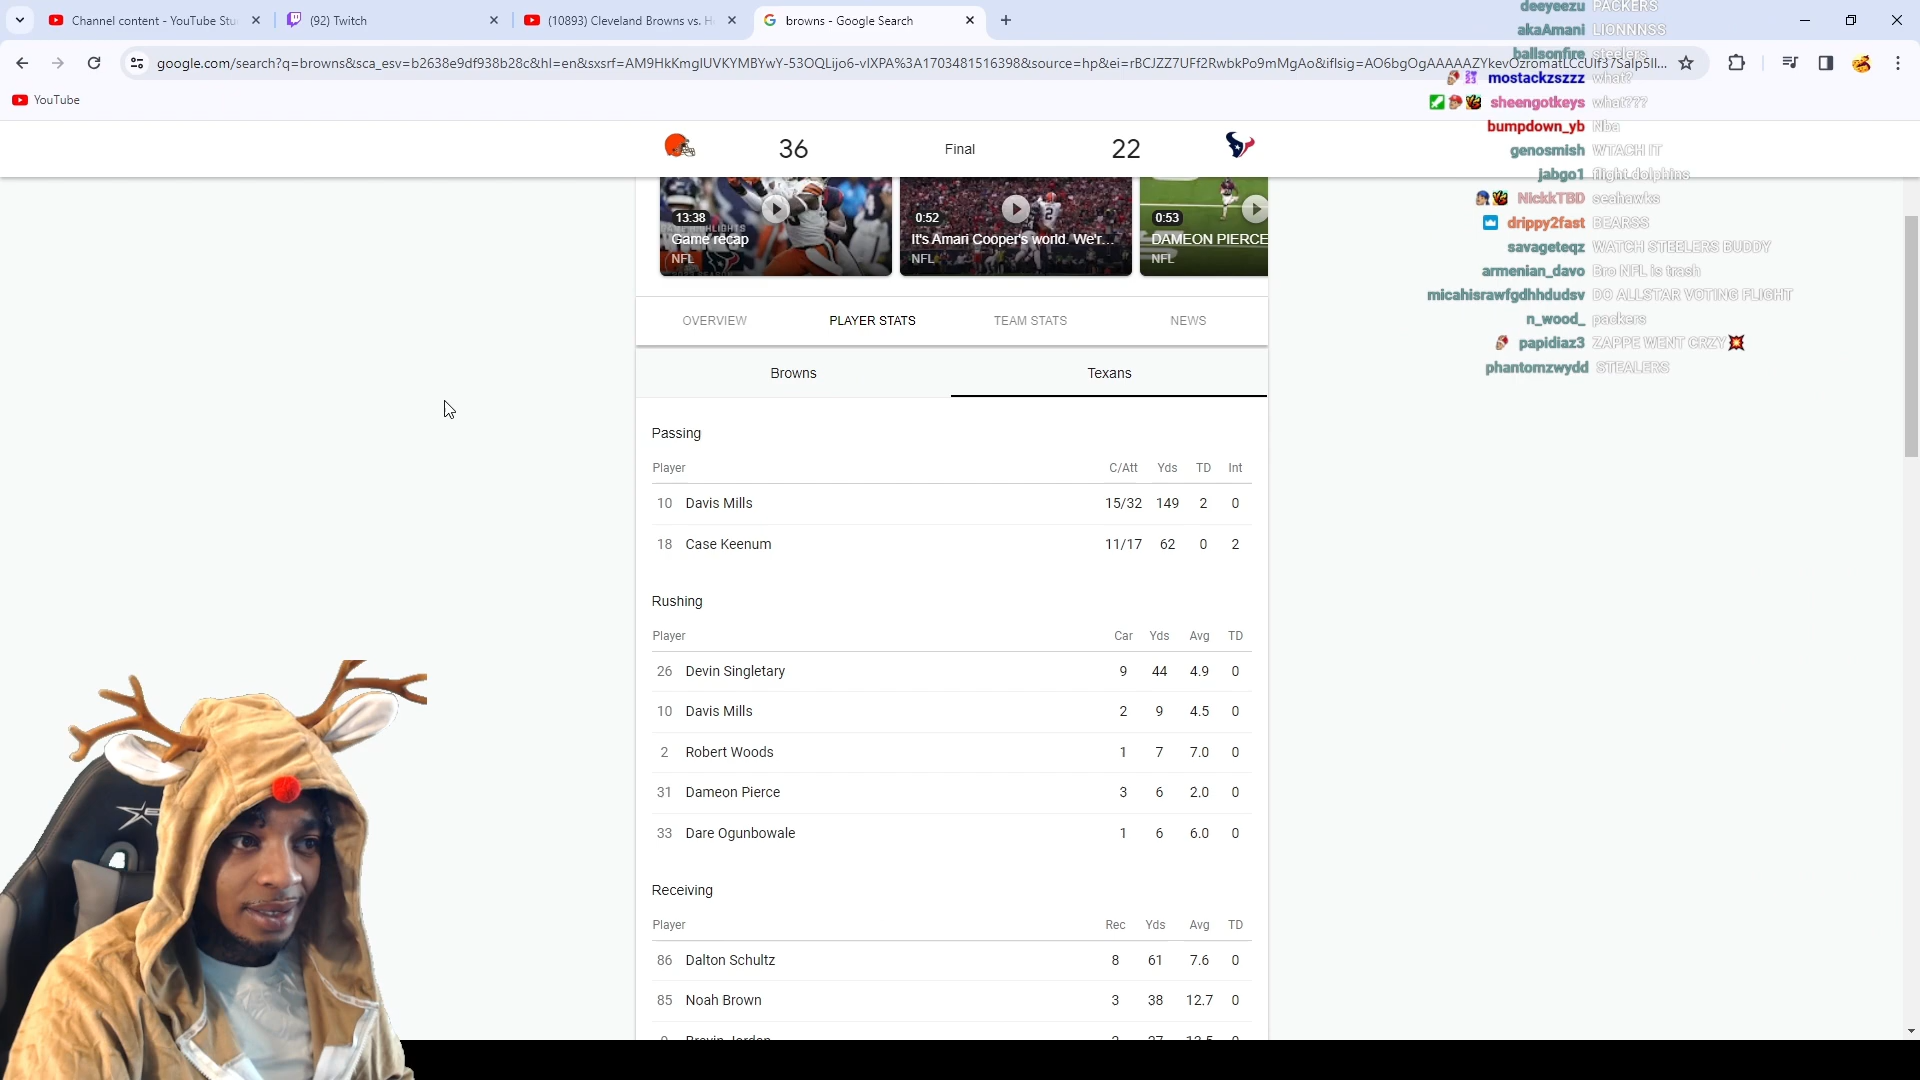 Channel content - YouTube Stu
(92) Twitch
(10893) Cleveland Browns vs. H
browns - Google Search
google.com/search?q=browns&sca_esv=b2638e9df938b28c&hl=en&sxsrf=AM9HkKmgIUVKYMBYwY-53OQLijo6-vIXPA%3A1703481516398&source=hp&ei=rBCJZZ7UFf2RwbkPo9mMgAo&iflsig=AO6bgOgAAAAAZYkevOzromatLCcUif37Salp5Il...
YouTube
deeyeezu PACKERS
akaAmani LIONNNSS
ballsonfire steelers
mostackzszzz what?
sheengotkeys what???
bumpdown_yb Nba
genosmish WTACH IT
jabgo1 flight dolphins
NickkTBD seahawks
drippy2fast BEARSS
savageteqz WATCH STEELERS BUDDY
armenian_davo Bro NFL is trash
micahisrawfgdhhdudsv DO ALLSTAR VOTING FLIGHT
n_wood_ packers
papidiaz3 ZAPPE WENT CRZY
phantomzwydd STEALERS
36 Final 22
13:38
Game recap
NFL
0:52
It's Amari Cooper's world. We'r...
NFL
0:53
DAMEON PIERCE
NFL
OVERVIEW PLAYER STATS TEAM STATS NEWS
Browns Texans
Passing
Player C/Att Yds TD Int
10 Davis Mills 15/32 149 2 0
18 Case Keenum 11/17 62 0 2
Rushing
Player Car Yds Avg TD
26 Devin Singletary 9 44 4.9 0
10 Davis Mills 2 9 4.5 0
2 Robert Woods 1 7 7.0 0
31 Dameon Pierce 3 6 2.0 0
33 Dare Ogunbowale 1 6 6.0 0
Receiving
Player Rec Yds Avg TD
86 Dalton Schultz 8 61 7.6 0
85 Noah Brown 3 38 12.7 0